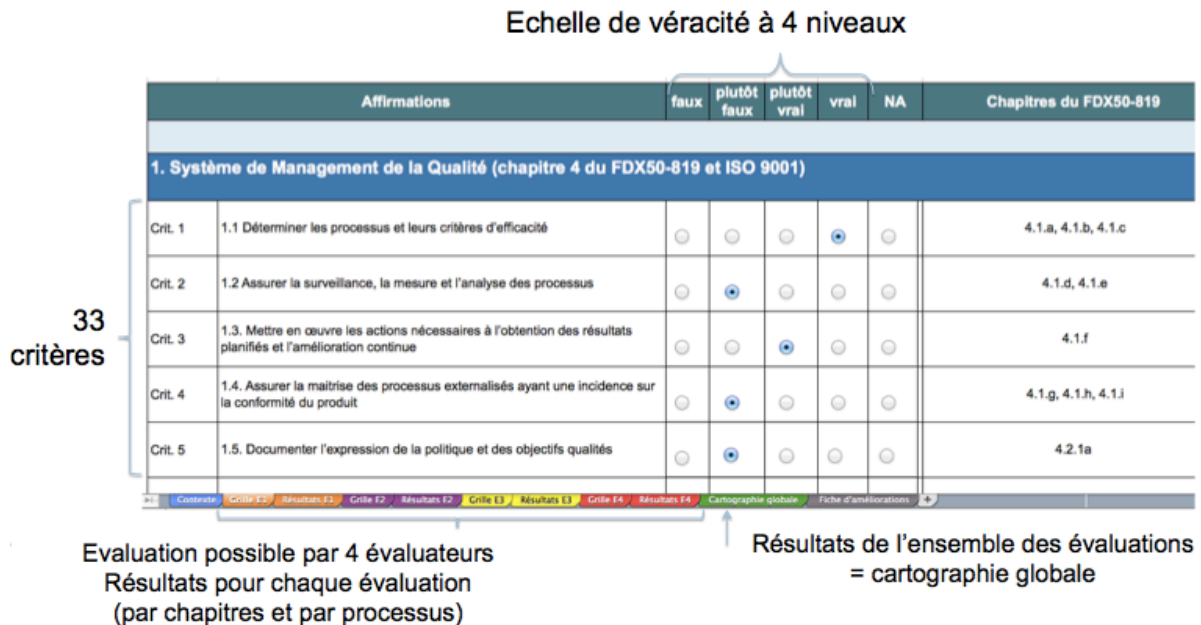 Echelle de véracité à 4 niveaux
Affirmations
faux
plutôt
faux
plutôt
vrai
vrai
NA
Chapitres du FDX50-819
1. Système de Management de la Qualité (chapitre 4 du FDX50-819 et ISO 9001)
33
critères
Crit. 1
1.1 Déterminer les processus et leurs critères d'efficacité
4.1.a, 4.1.b, 4.1.c
Crit. 2
1.2 Assurer la surveillance, la mesure et l'analyse des processus
4.1.d, 4.1.e
Crit. 3
1.3. Mettre en œuvre les actions nécessaires à l'obtention des résultats
planifiés et l'amélioration continue
4.1.f
Crit. 4
1.4. Assurer la maitrise des processus externalisés ayant une incidence sur
la conformité du produit
4.1.g, 4.1.h, 4.1.i
Crit. 5
1.5. Documenter l'expression de la politique et des objectifs qualités
4.2.1a
Contexte
Grille E1
Résultats E1
Grille E2
Résultats E2
Grille E3
Résultats E3
Grille E4
Résultats E4
Cartographie globale
Fiche d'améliorations
+
Evaluation possible par 4 évaluateurs
Résultats pour chaque évaluation
(par chapitres et par processus)
Résultats de l'ensemble des évaluations
= cartographie globale